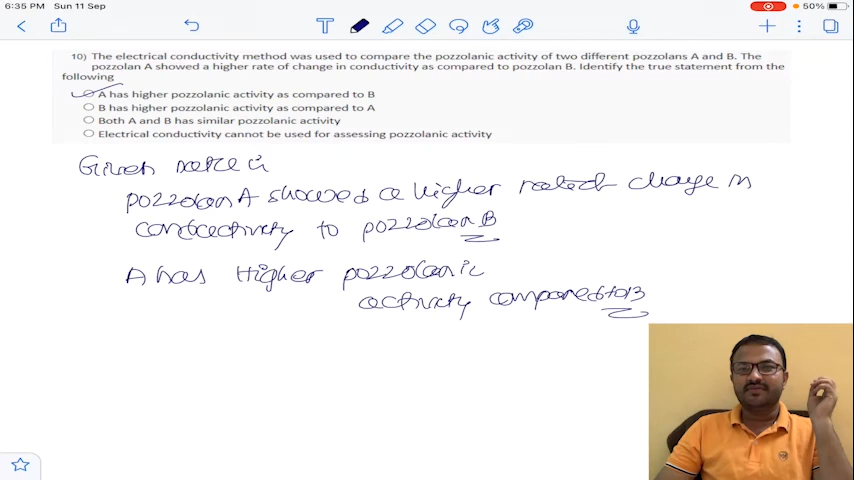 6:35 PM Sun 11 Sep
50%
10) The electrical conductivity method was used to compare the pozzolanic activity of two different pozzolans A and B. The
pozzolan A showed a higher rate of change in conductivity as compared to pozzolan B. Identify the true statement from the
following
A has higher pozzolanic activity as compared to B
B has higher pozzolanic activity as compared to A
Both A and B has similar pozzolanic activity
Electrical conductivity cannot be used for assessing pozzolanic activity
Given
pozzolan A showed a higher rate of change in
conductivity to pozzolan B
A has Higher pozzolanic
activity compared to B